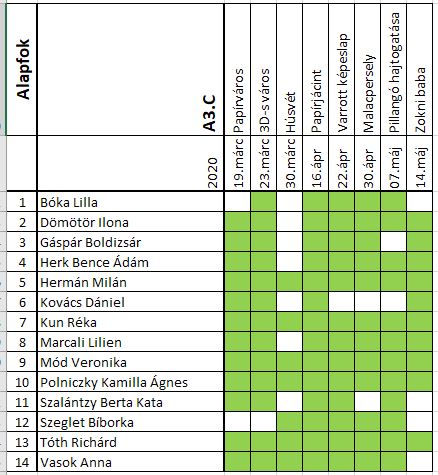 Alapfok
A3.C
2020
19.márc Papírváros
23.márc 3D-s város
30.márc Húsvét
16.ápr Papírjácint
22.ápr Varrott képeslap
30.ápr Malacpersely
07.máj Pillangó hajtogatása
14.máj Zokni baba
1 Bóka Lilla
2 Dömötör Ilona
3 Gáspár Boldizsár
4 Herk Bence Ádám
5 Hermán Milán
6 Kovács Dániel
7 Kun Réka
8 Marcali Lilien
9 Mód Veronika
10 Polniczky Kamilla Ágnes
11 Szalántzy Berta Kata
12 Szeglet Bíborka
13 Tóth Richárd
14 Vasok Anna